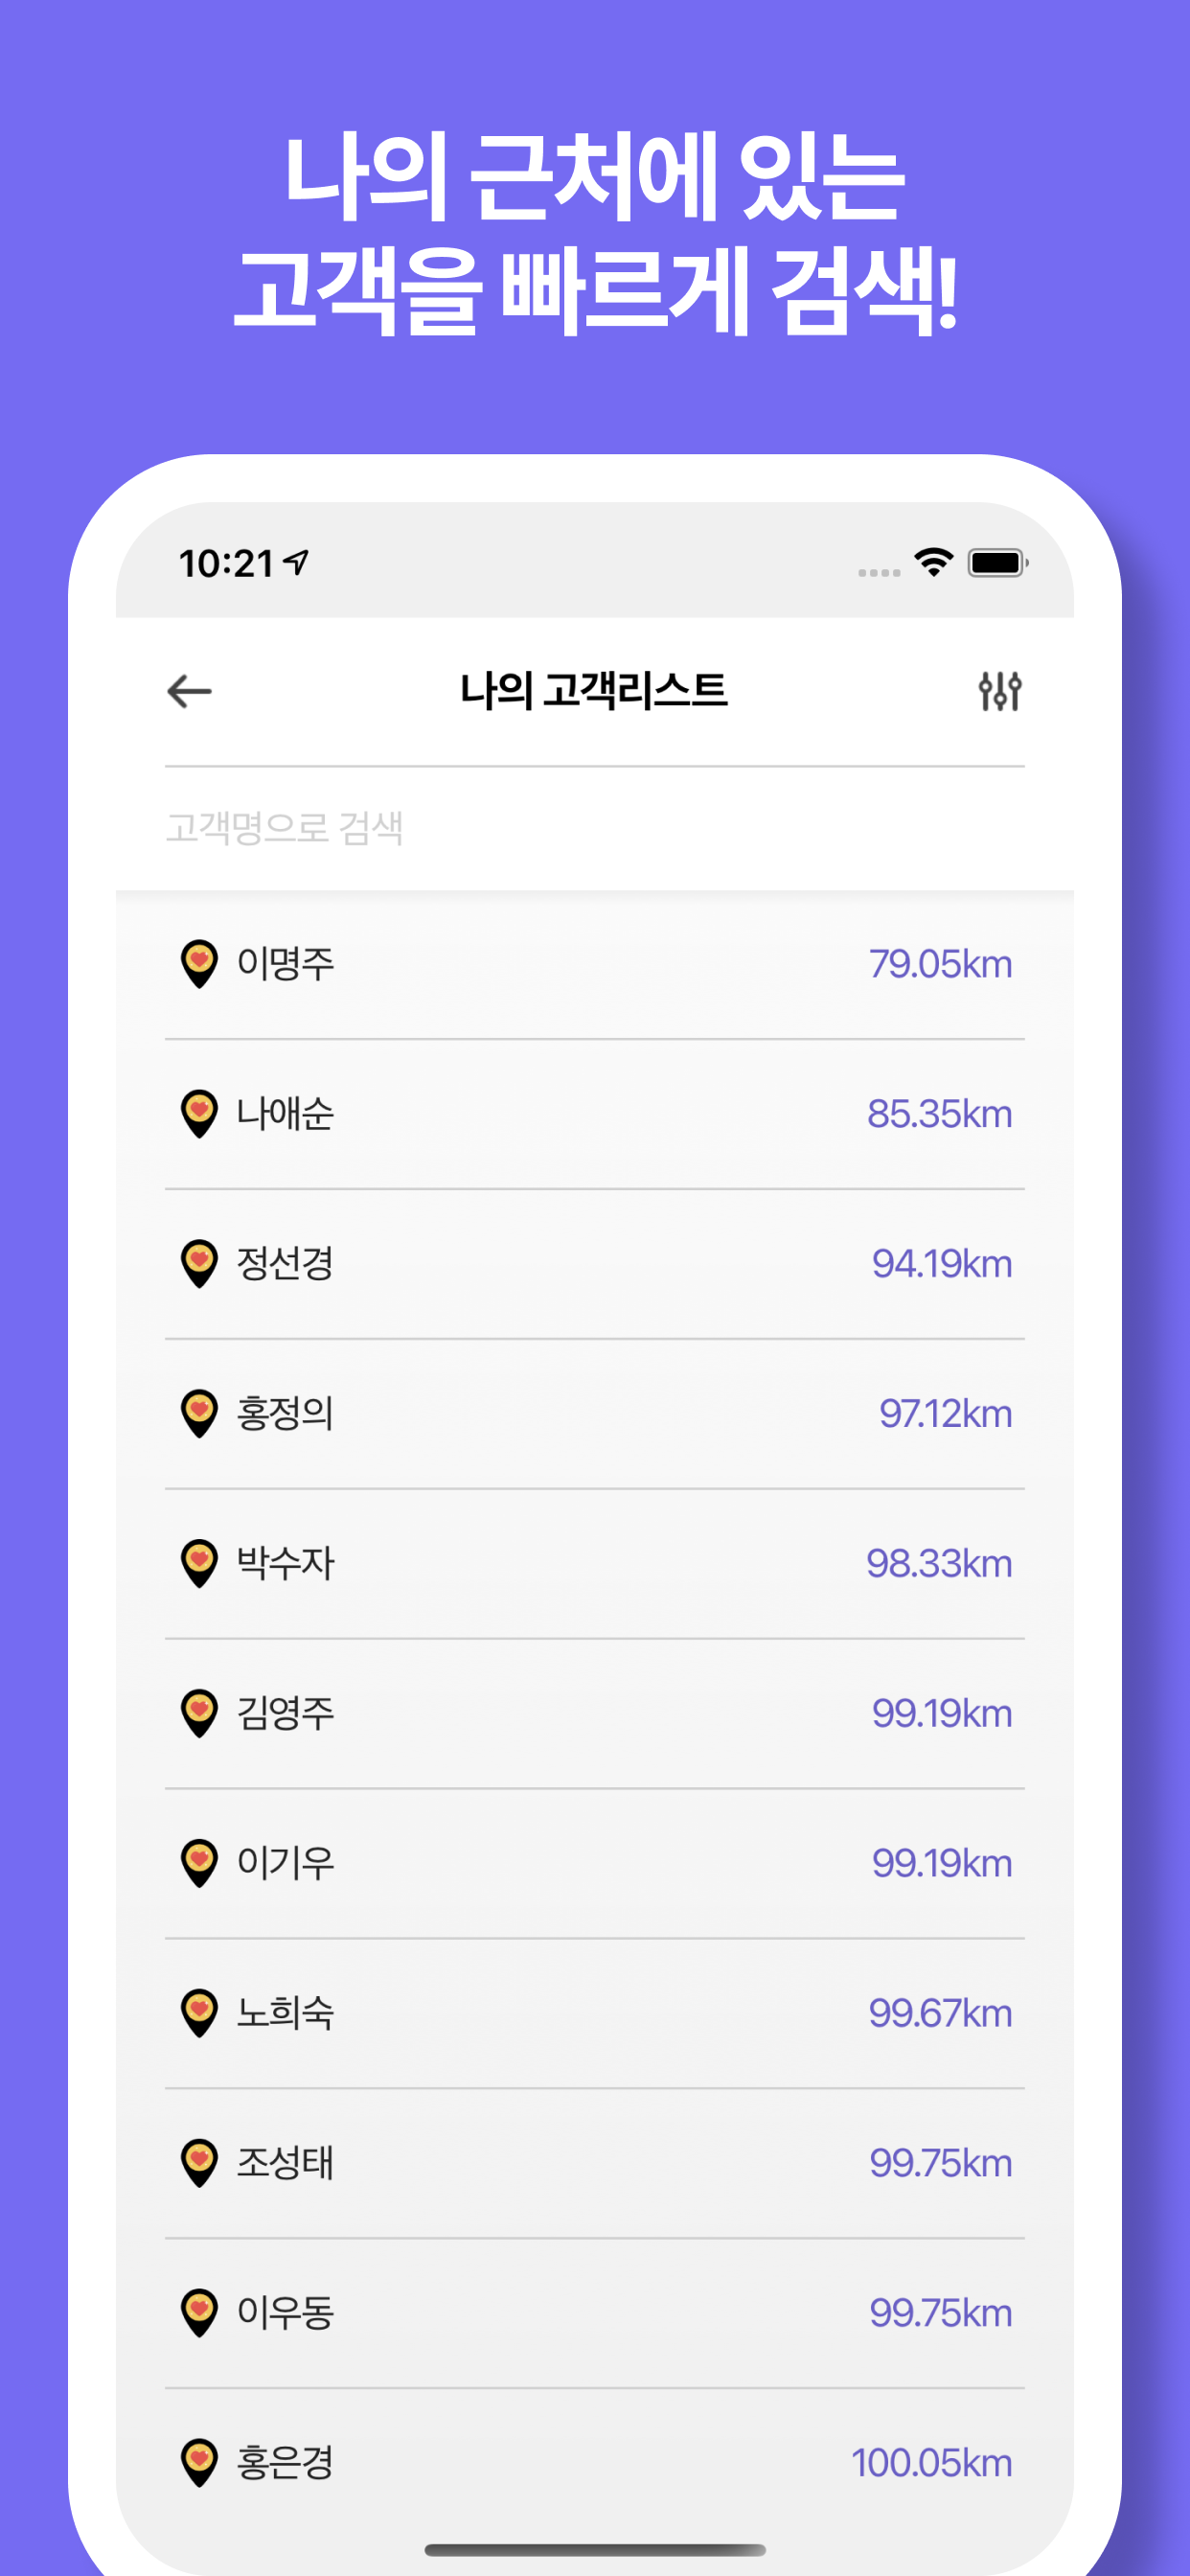 나의 근처에 있는
고객을 빠르게 검색!
10:21
나의 고객리스트
고객명으로 검색
이명주 79.05km
나애순 85.35km
정선경 94.19km
홍정의 97.12km
박수자 98.33km
김영주 99.19km
이기우 99.19km
노희숙 99.67km
조성태 99.75km
이우동 99.75km
홍은경 100.05km